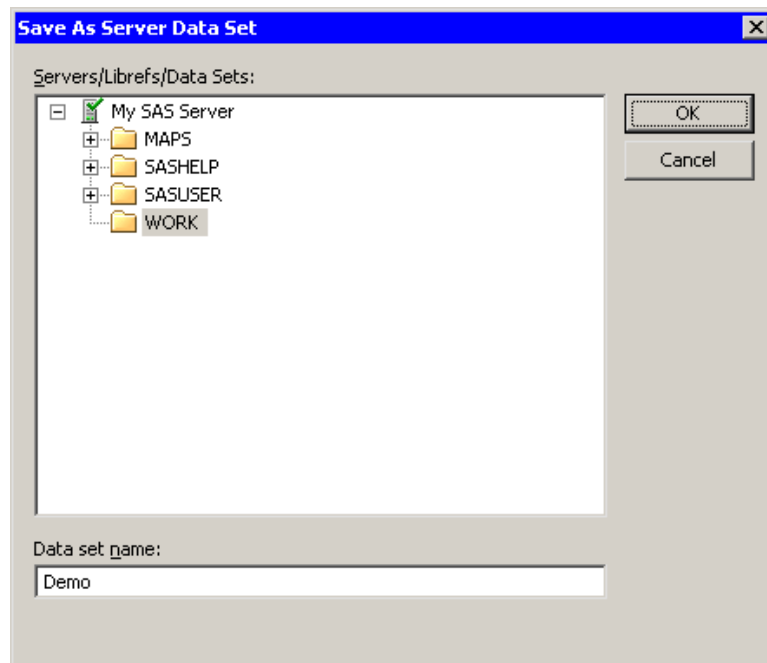 Save As Server Data Set
Servers/Librefs/Data Sets:
My SAS Server
OK
MAPS
Cancel
SASHELP
SASUSER
WORK
Data set name:
Demo